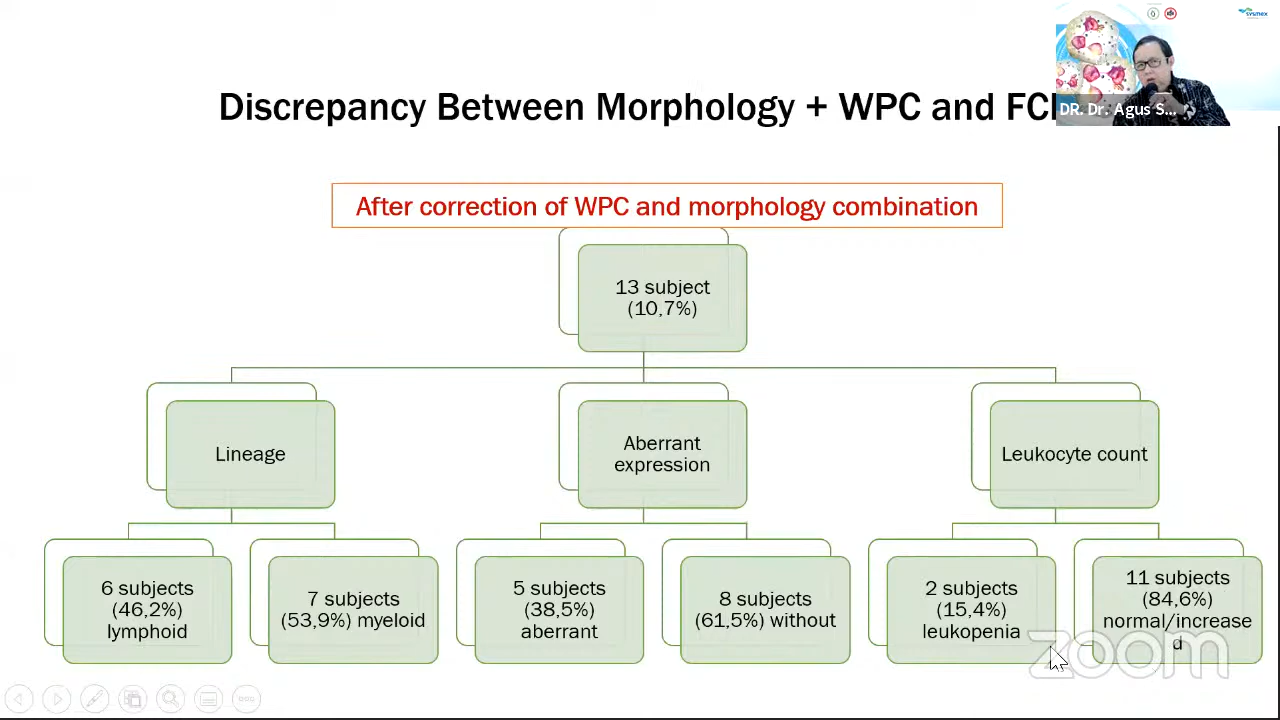 sysmex
DR. Dr. Agus S...
Discrepancy Between Morphology + WPC and
After correction of WPC and morphology combination
13 subject
(10,7%)
Lineage
Aberrant
expression
Leukocyte count
6 subjects
(46,2%)
lymphoid
7 subjects
(53,9%) myeloid
5 subjects
(38,5%)
aberrant
8 subjects
(61,5%) without
2 subjects
(15,4%)
leukopenia
11 subjects
(84,6%)
normal/increase
d
zoom